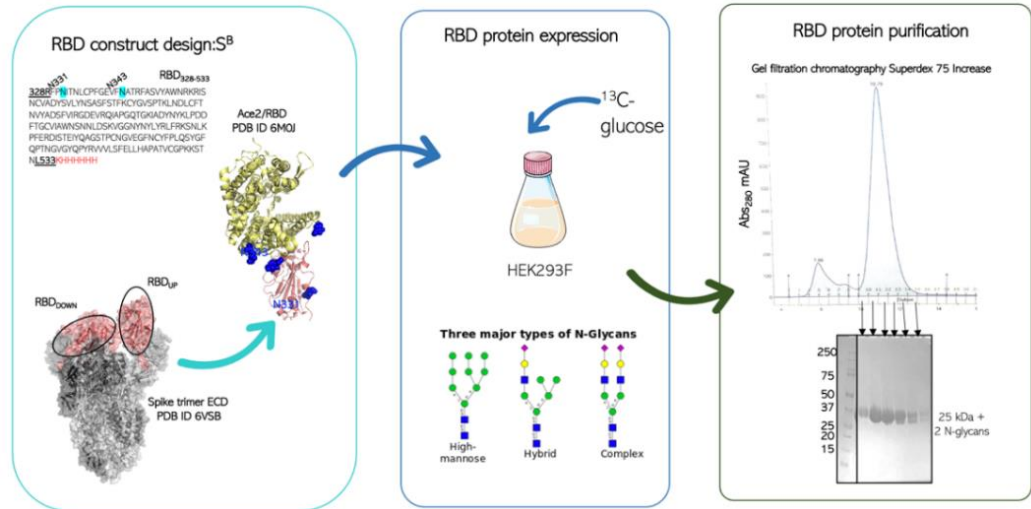 RBD construct design:Sᴮ
N331
N343
RBD328-533
328RFPNITNLCPFGEVFNATRFASVYAWNRKRIS
NCVADYSVLYNSASFSTFKCYGVSPTKLNDLCFT
NVYADSFVIRGDEVRQIAPGQTGKIADYNYKLPDD
FTGCVIAWNSNNLDSKVGGNYNYLYRLFRKSNLK
PFERDISTEIYQAGSTPCNGVEGFNCYFPLQSYGF
QPTNGVGYQPYRVVVLSFELLHAPATVCGPKKST
NL533KHHHHHH
Ace2/RBD
PDB ID 6M0J
N331
RBDUP
RBDDOWN
Spike trimer ECD
PDB ID 6VSB
RBD protein expression
¹³C-
glucose
HEK293F
Three major types of N-Glycans
High-
mannose
Hybrid
Complex
RBD protein purification
Gel filtration chromatography Superdex 75 Increase
Abs280 mAU
250
75
50
37
25
20
15
25 kDa +
2 N-glycans